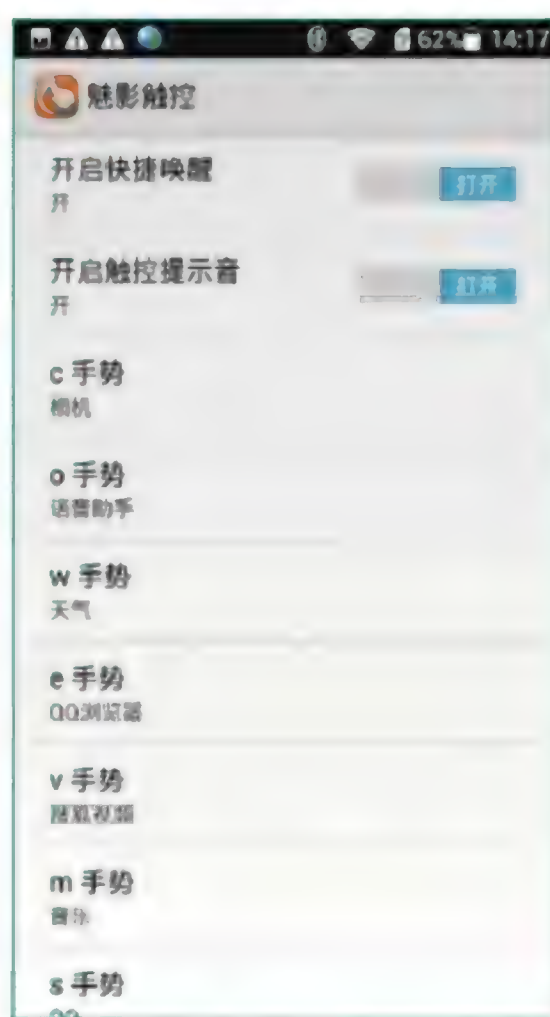 62% 14:17
魅影触控
开启快捷唤醒
开
打开
开启触控提示音
开
打开
c 手势
相机
o 手势
语音助手
w 手势
天气
e 手势
QQ浏览器
v 手势
m 手势
音乐
s 手势
QQ